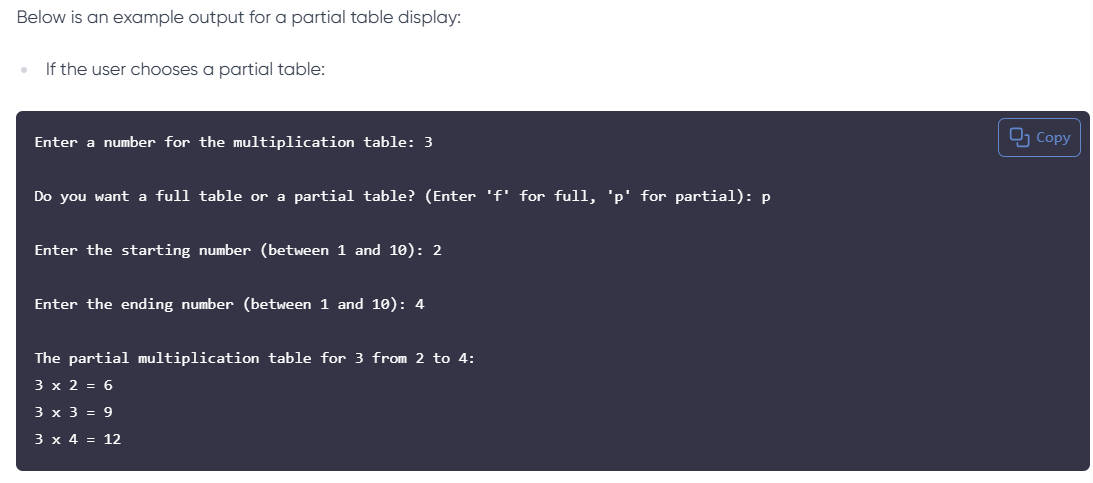 Below is an example output for a partial table display:
If the user chooses a partial table:
Copy
Enter a number for the multiplication table: 3
Do you want a full table or a partial table? (Enter 'f' for full, 'p' for partial): p
Enter the starting number (between 1 and 10): 2
Enter the ending number (between 1 and 10): 4
The partial multiplication table for 3 from 2 to 4:
3 x 2 = 6
3 x 3 = 9
3 x 4 = 12